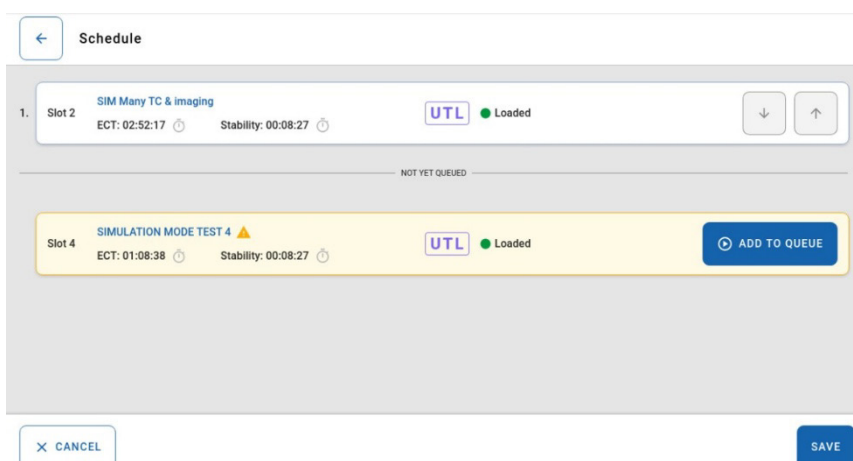 Schedule
1. Slot 2 SIM Many TC & imaging UTL Loaded
ECT: 02:52:17 Stability: 00:08:27
NOT YET QUEUED
Slot 4 SIMULATION MODE TEST 4 UTL Loaded ADD TO QUEUE
ECT: 01:08:38 Stability: 00:08:27
CANCEL SAVE